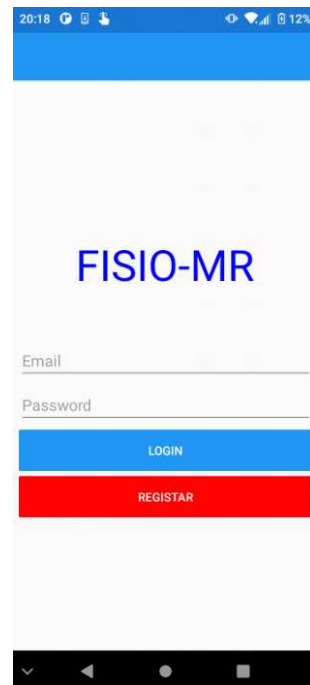 20:18 12%
FISIO-MR
Email
Password
LOGIN
REGISTAR